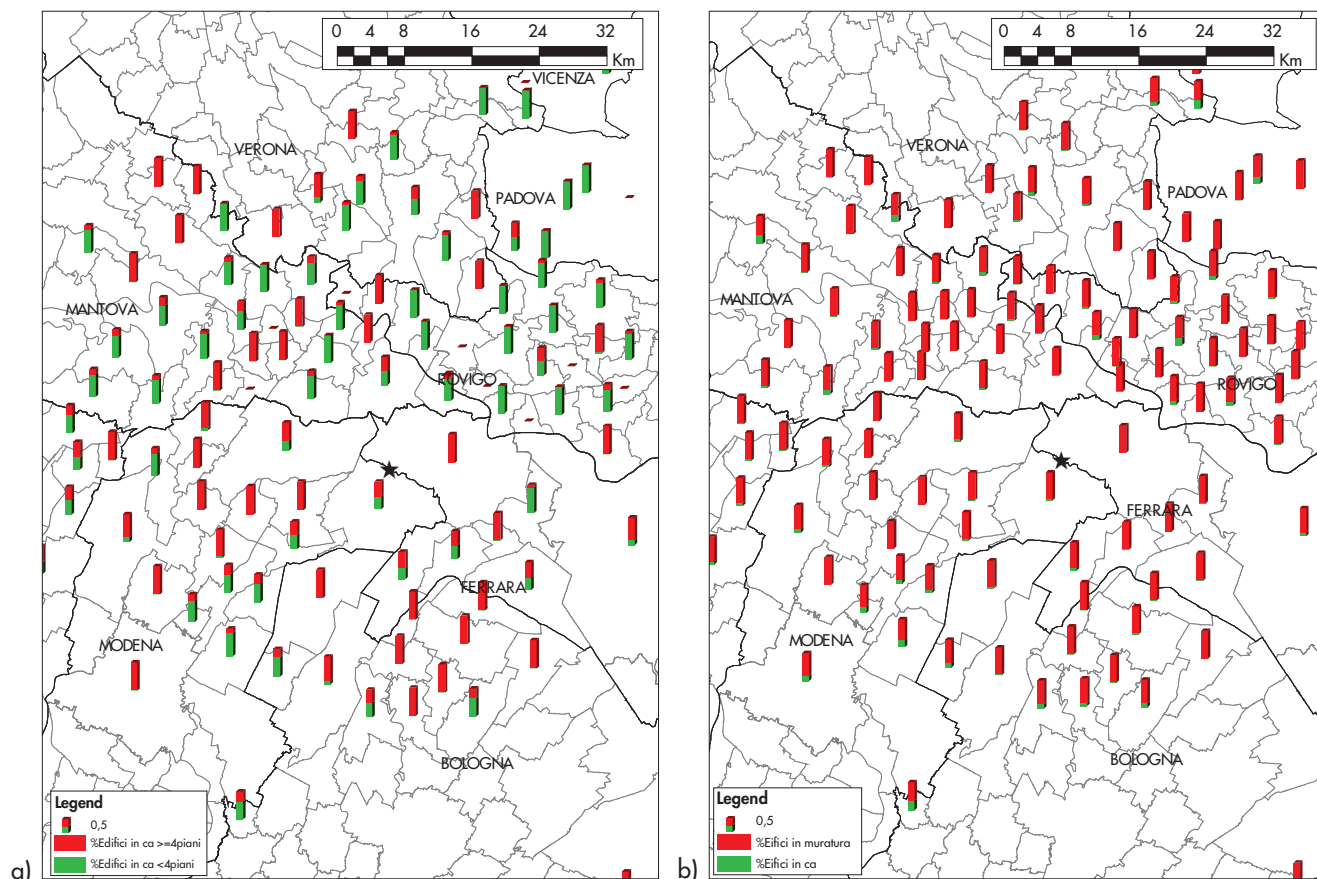 0 4 8 16 24 32
Km
VICENZA
VERONA
PADOVA
MANTOVA
ROVIGO
FERRARA
MODENA
BOLOGNA
Legend
0,5
%Edifici in ca >=4piani
%Edifici in ca <4piani
a)
0 4 8 16 24 32
Km
VERONA
PADOVA
MANTOVA
ROVIGO
FERRARA
MODENA
BOLOGNA
Legend
0,5
%Eifici in muratura
%Eifici in ca
b)